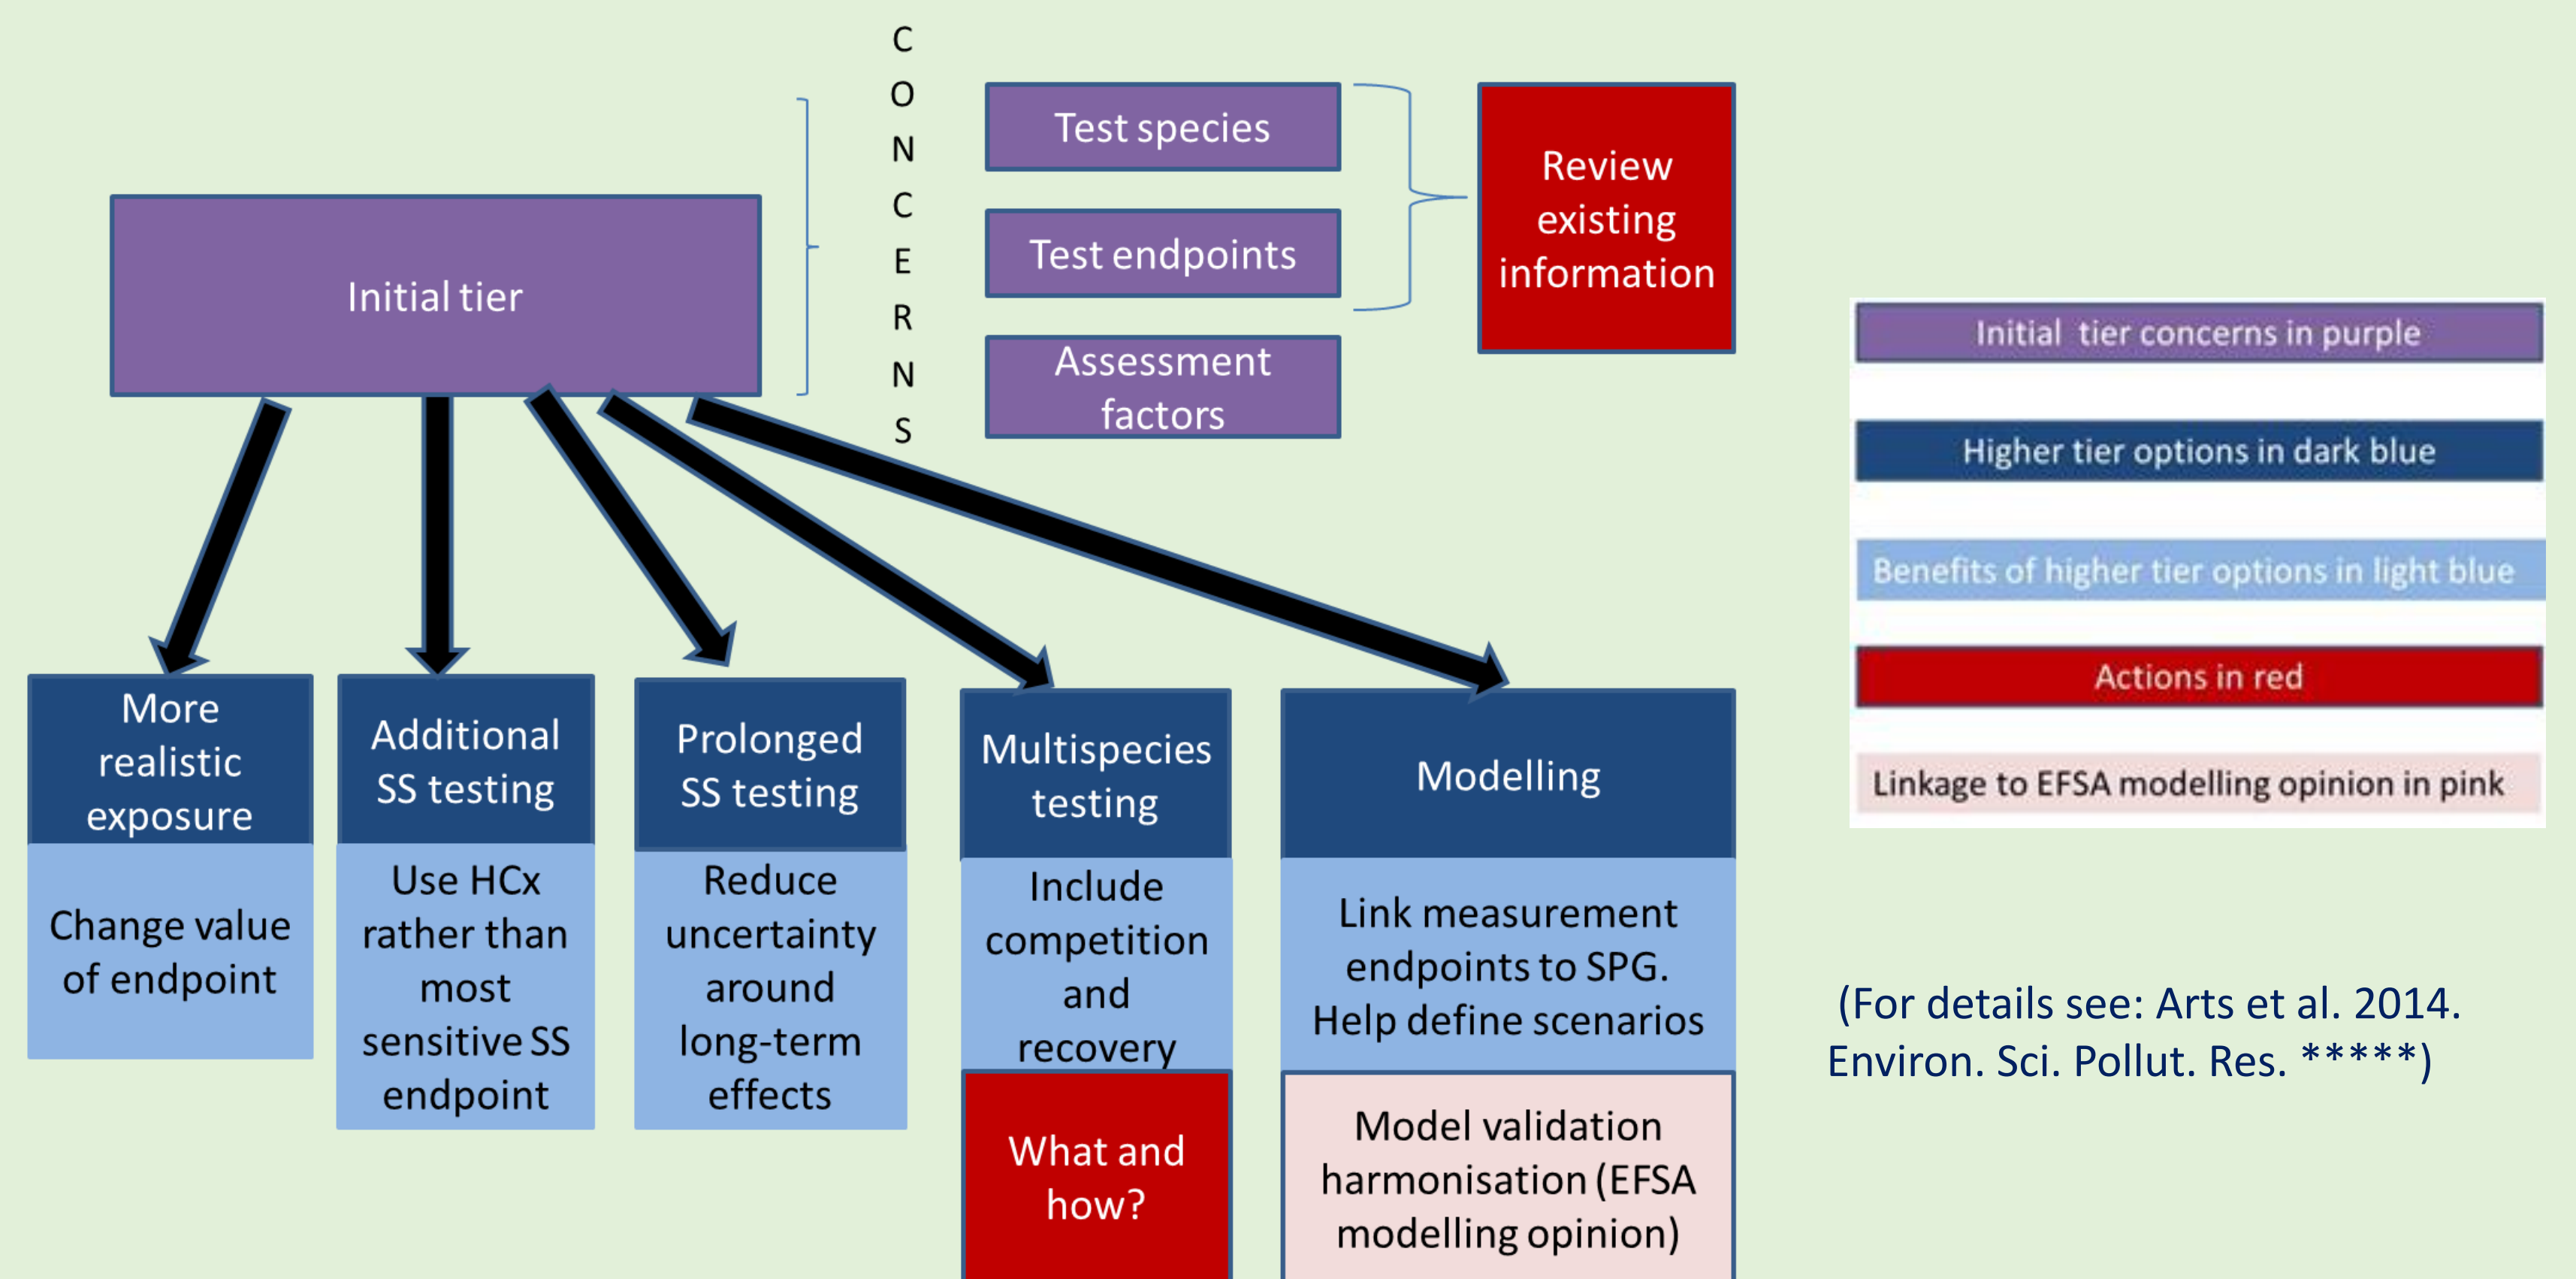 C
O
N
C
E
R
N
S
Test species
Test endpoints
Assessment
factors
Review
existing
information
Initial tier
Initial tier concerns in purple
Higher tier options in dark blue
Benefits of higher tier options in light blue
Actions in red
Linkage to EFSA modelling opinion in pink
More
realistic
exposure
Change value
of endpoint
Additional
SS testing
Use HCx
rather than
most
sensitive SS
endpoint
Prolonged
SS testing
Reduce
uncertainty
around
long-term
effects
Multispecies
testing
Include
competition
and
recovery
What and
how?
Modelling
Link measurement
endpoints to SPG.
Help define scenarios
Model validation
harmonisation (EFSA
modelling opinion)
(For details see: Arts et al. 2014.
Environ. Sci. Pollut. Res. *****)